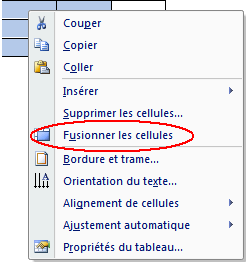 Couper
Copier
Coller
Insérer
Supprimer les cellules...
Fusionner les cellules
Bordure et trame...
Orientation du texte...
Alignement de cellules
Ajustement automatique
Propriétés du tableau...